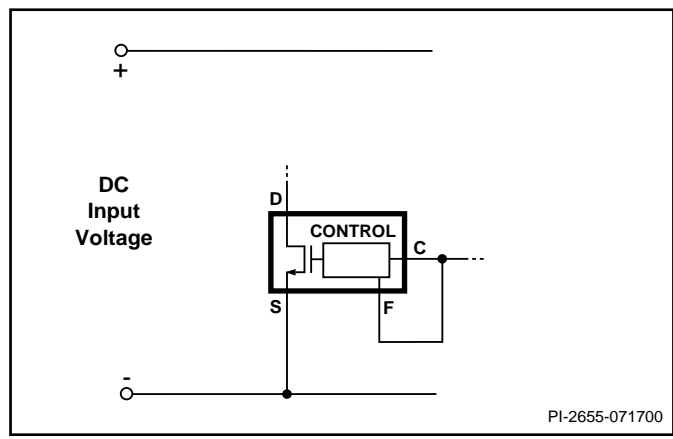 +
DC
Input
Voltage
D
CONTROL
C
S
F
-
PI-2655-071700